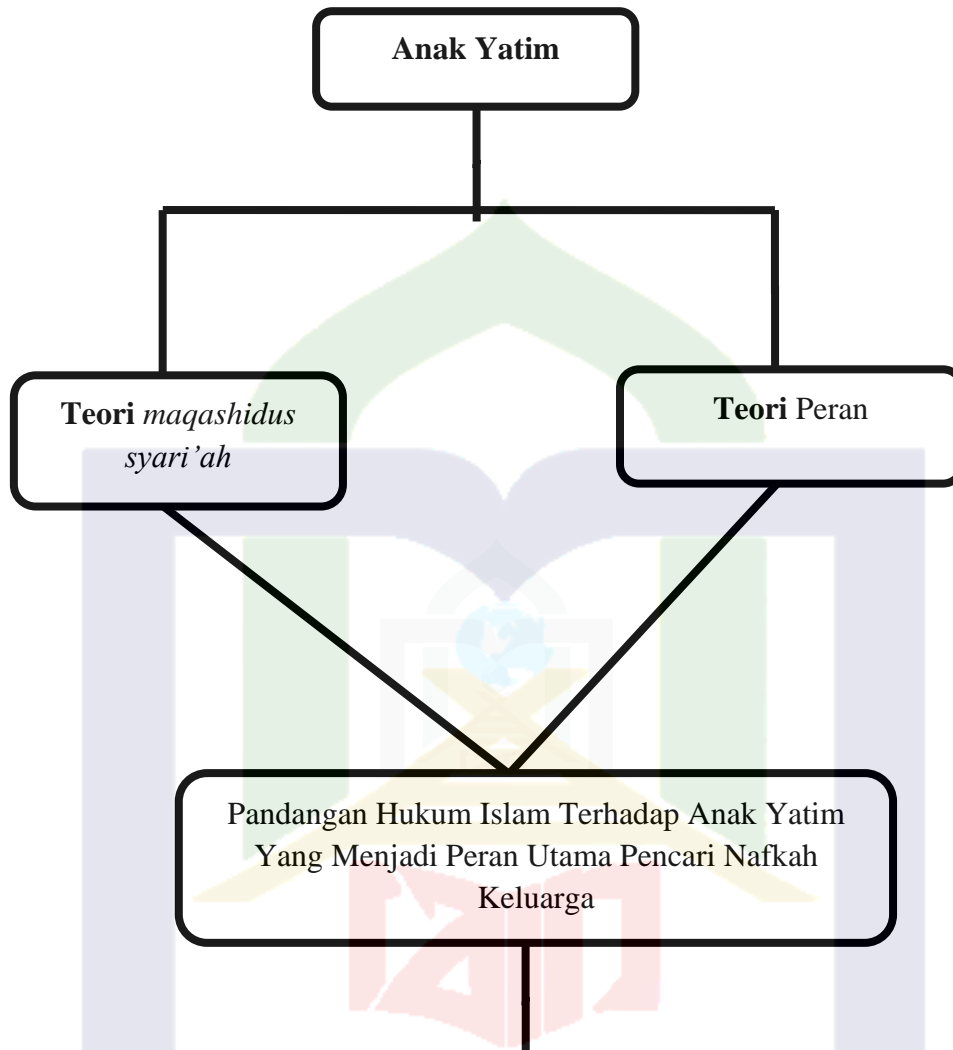 Anak Yatim
Teori maqashidus
syari’ah
Teori Peran
Pandangan Hukum Islam Terhadap Anak Yatim
Yang Menjadi Peran Utama Pencari Nafkah
Keluarga